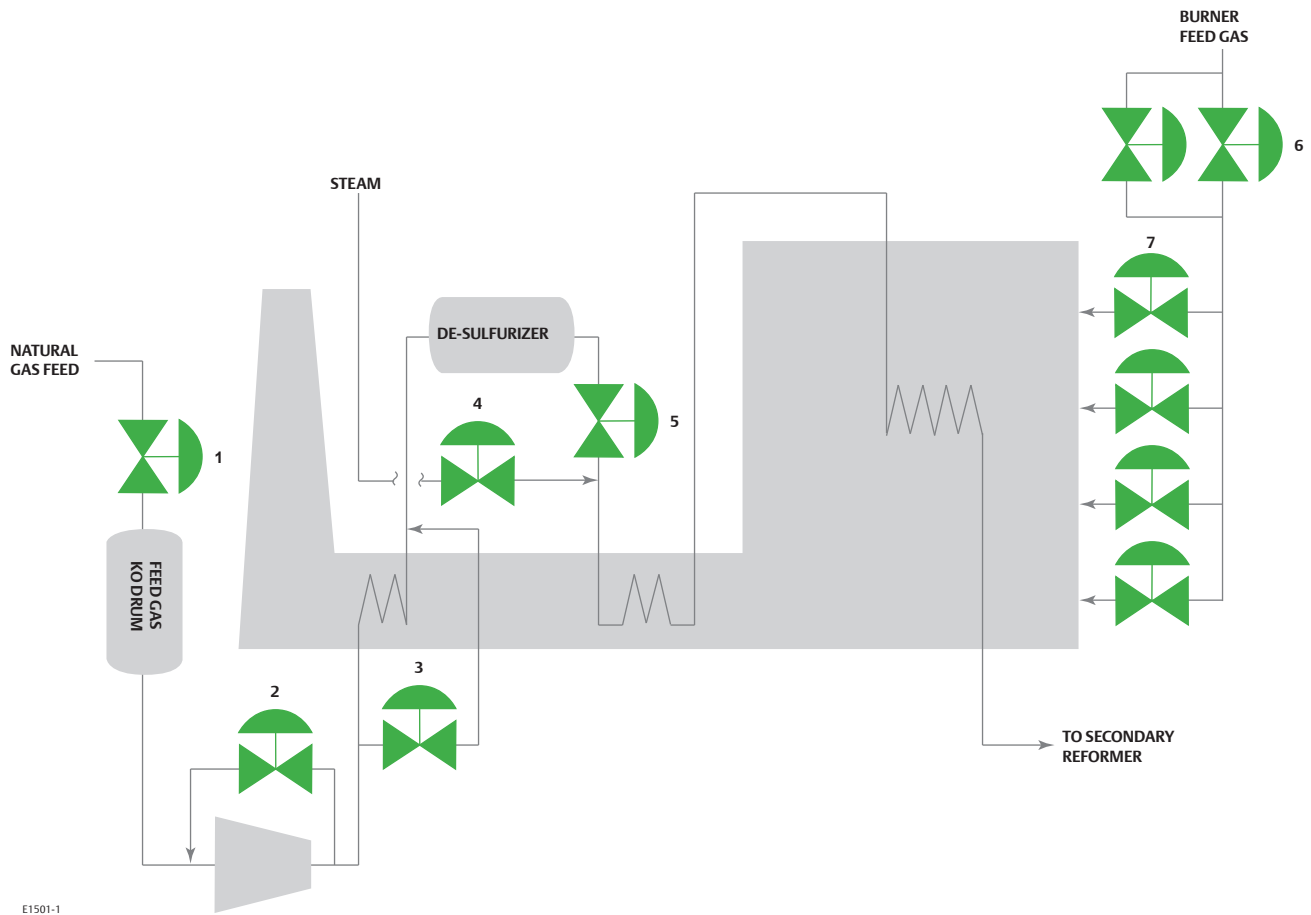 BURNER
FEED GAS
6
STEAM
7
DE-SULFURIZER
NATURAL
GAS FEED
4
5
1
FEED GAS
KO DRUM
3
2
TO SECONDARY
REFORMER
E1501-1